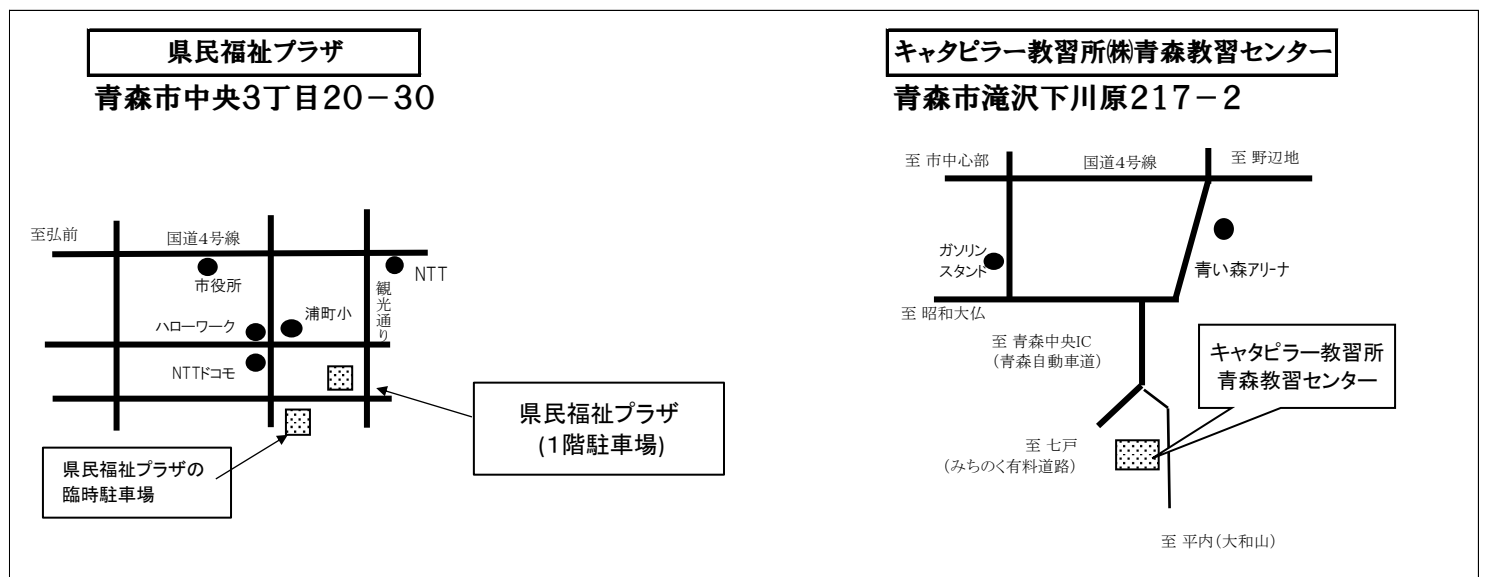 県民福祉プラザ
青森市中央3丁目20－30
至弘前
国道4号線
市役所
NTT
観光通り
ハローワーク
浦町小
NTTドコモ
県民福祉プラザ
(1階駐車場)
県民福祉プラザの
臨時駐車場
キャタピラー教習所㈱青森教習センター
青森市滝沢下川原217－2
至 市中心部
国道4号線
至 野辺地
ガソリン
スタンド
青い森アリーナ
至 昭和大仏
至 青森中央IC
(青森自動車道)
キャタピラー教習所
青森教習センター
至 七戸
(みちのく有料道路)
至 平内(大和山)